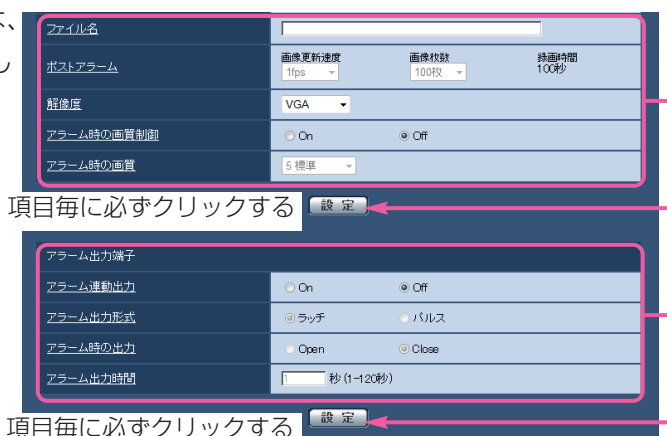 は、
ファイル名
画像更新速度 画像枚数 録画時間
ポストアラーム 1fps 100枚 100秒
し
解像度 VGA
アラーム時の画質制御 On Off
アラーム時の画質 5 標準
項目毎に必ずクリックする 設 定
アラーム出力端子
アラーム連動出力 On Off
アラーム出力形式 ラッチ パルス
アラーム時の出力 Open Close
アラーム出力時間 1 秒(1-120秒)
項目毎に必ずクリックする 設 定